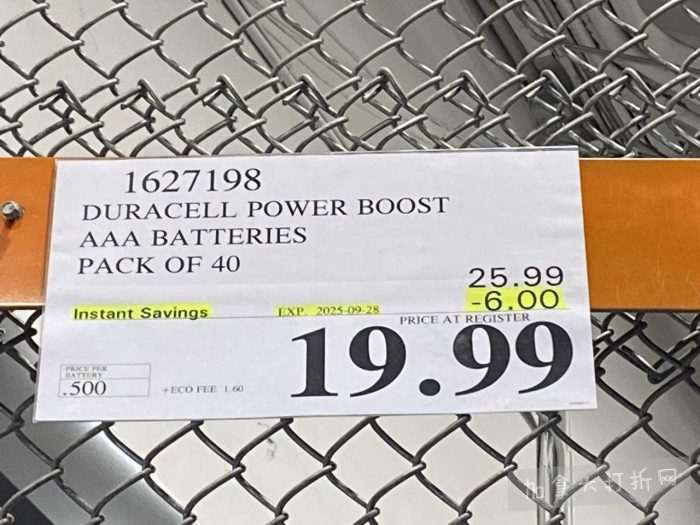 1627198
DURACELL POWER BOOST
AAA BATTERIES
PACK OF 40
25.99
Instant Savings EXP. 2025-09-28 -6.00
PRICE AT REGISTER
19.99
PRICE PER
BATTERY
.500
+ECO FEE 1.60
加拿大打折网